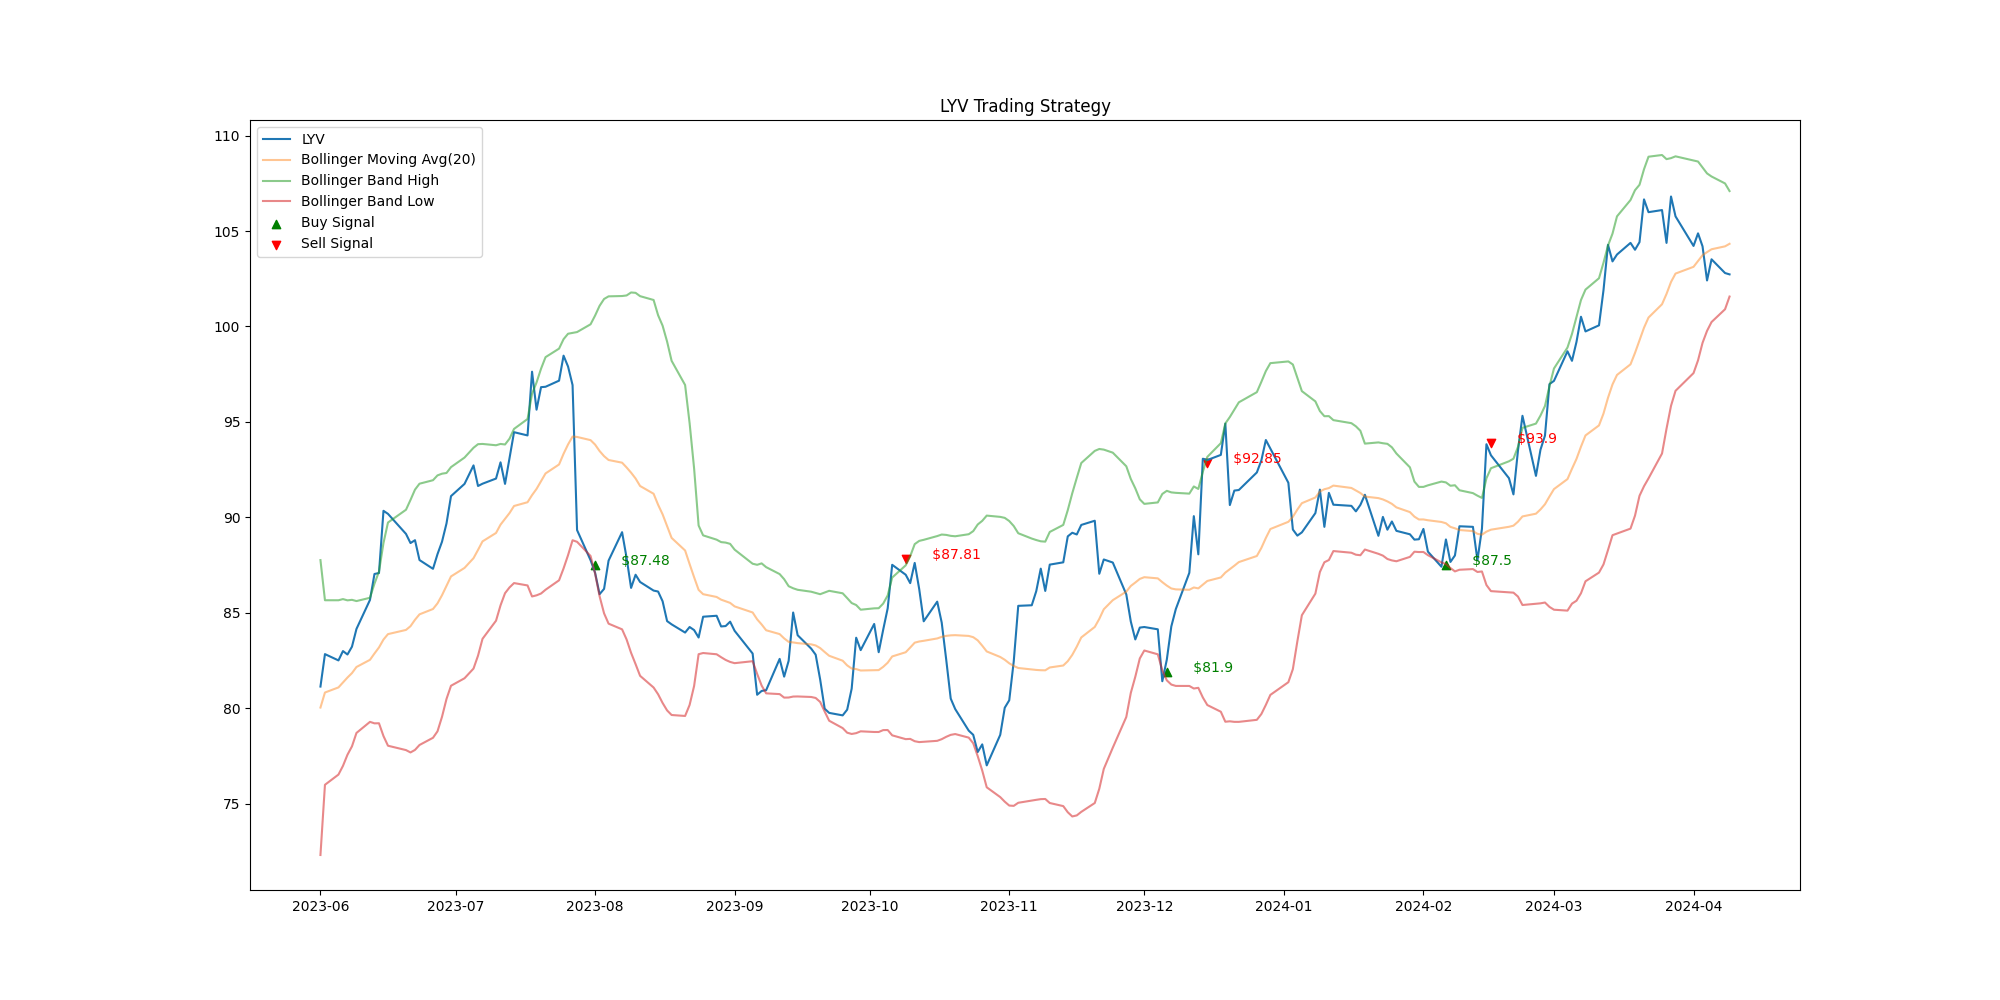 LYV Trading Strategy
110
105
100
95
90
85
80
75
LYV
Bollinger Moving Avg(20)
Bollinger Band High
Bollinger Band Low
Buy Signal
Sell Signal
$87.48
$87.81
$81.9
$92.85
$87.5
$93.9
2023-06 2023-07 2023-08 2023-09 2023-10 2023-11 2023-12 2024-01 2024-02 2024-03 2024-04